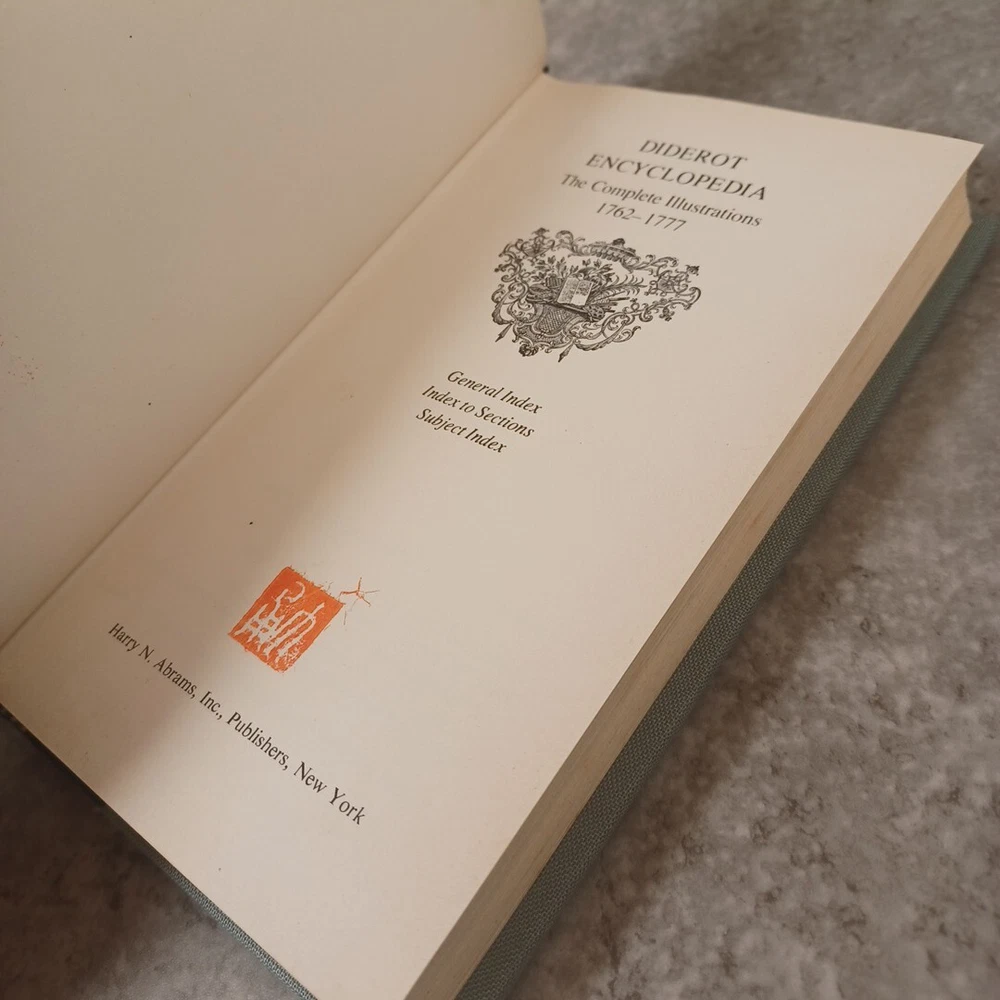 DIDEROT
ENCYCLOPEDIA
The Complete Illustrations
1762–1777
General Index
Index to Sections
Subject Index
Harry N. Abrams, Inc., Publishers, New York